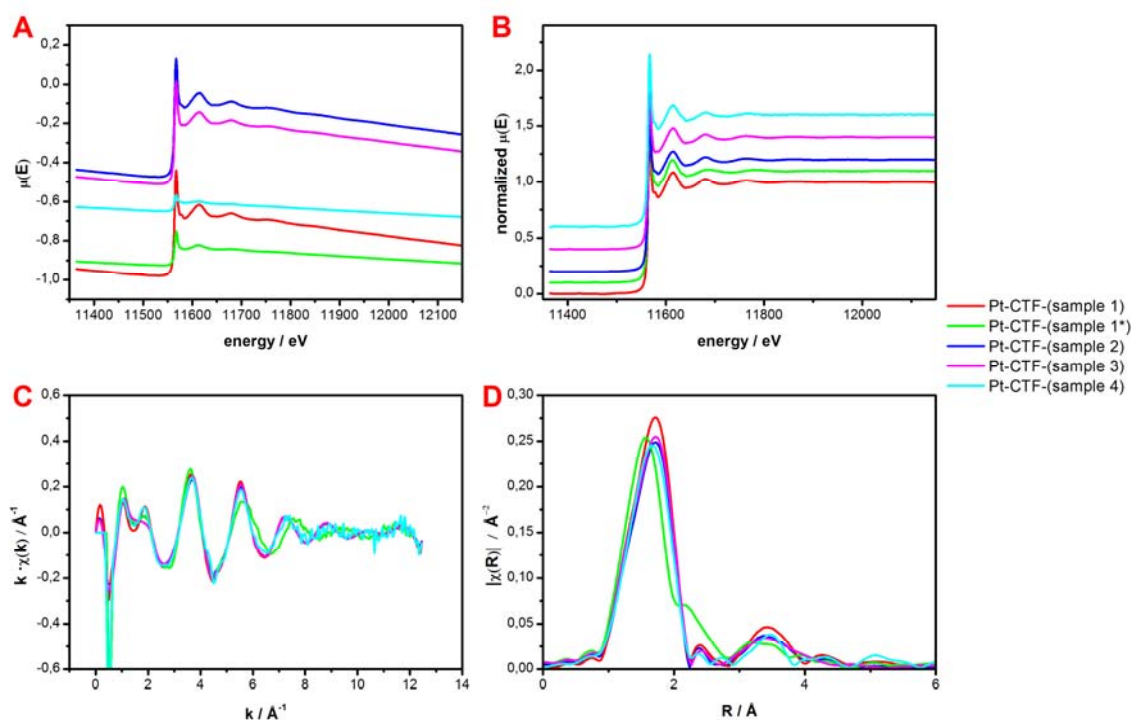 A
0,2
0,0
-0,2
μ(E)
-0,4
-0,6
-0,8
-1,0
11400 11500 11600 11700 11800 11900 12000 12100
energy / eV
B
2.0
1.5
normalized μ(E)
1.0
0.5
0.0
11400 11600 11800 12000
energy / eV
Pt-CTF-(sample 1)
Pt-CTF-(sample 1*)
Pt-CTF-(sample 2)
Pt-CTF-(sample 3)
Pt-CTF-(sample 4)
C
0,6
0,4
0,2
k ·χ(k) / Å⁻¹
0,0
-0,2
-0,4
-0,6
0 2 4 6 8 10 12 14
k / Å⁻¹
D
0,30
0,25
0,20
|χ(R)| / Å⁻²
0,15
0,10
0,05
0,00
0 2 4 6
R / Å